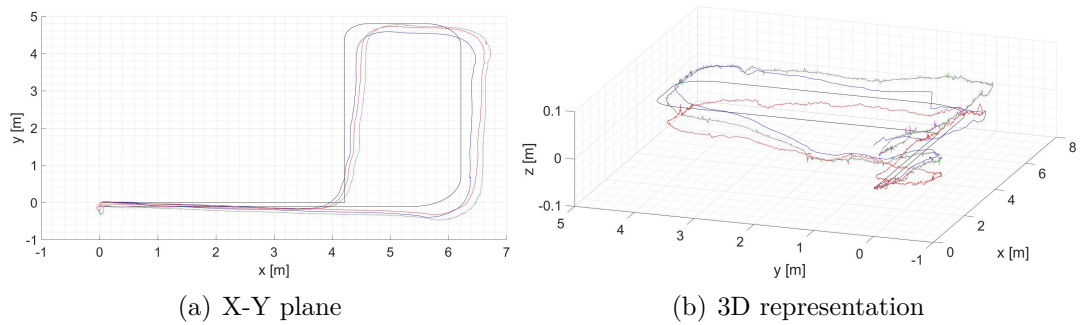 5
4
3
2
1
0
-1
y [m]
-1 0 1 2 3 4 5 6 7
x [m]
(a) X-Y plane
0.1
0
-0.1
z [m]
5 4 3 2 1 0 -1
y [m]
0 2 4 6 8
x [m]
(b) 3D representation